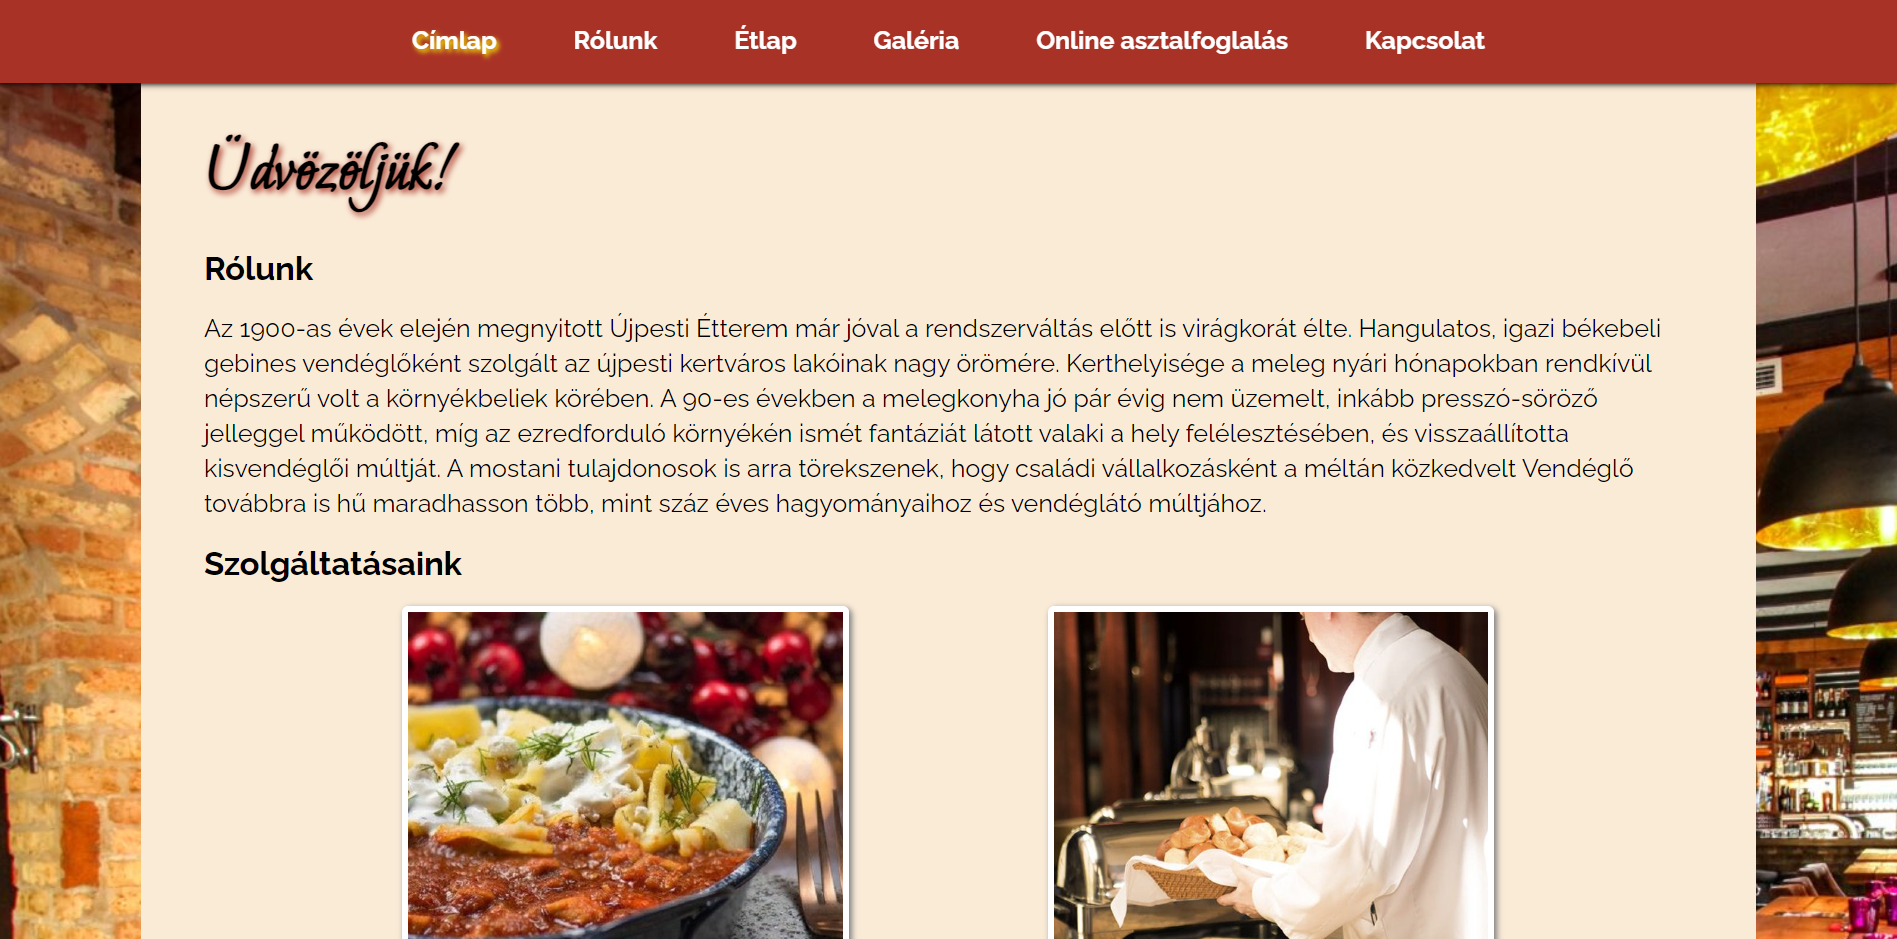 Címlap Rólunk Étlap Galéria Online asztalfoglalás Kapcsolat
Üdvözöljük!
Rólunk
Az 1900-as évek elején megnyitott Újpesti Étterem már jóval a rendszerváltás előtt is virágkorát élte. Hangulatos, igazi békebeli
gebines vendéglőként szolgált az újpesti kertváros lakóinak nagy örömére. Kerthelyisége a meleg nyári hónapokban rendkívül
népszerű volt a környékbeliek körében. A 90-es években a melegkonyha jó pár évig nem üzemelt, inkább presszó-söröző
jelleggel működött, míg az ezredforduló környékén ismét fantáziát látott valaki a hely felélesztésében, és visszaállította
kisvendéglői múltját. A mostani tulajdonosok is arra törekszenek, hogy családi vállalkozásként a méltán közkedvelt Vendéglő
továbbra is hű maradhasson több, mint száz éves hagyományaihoz és vendéglátó múltjához.
Szolgáltatásaink